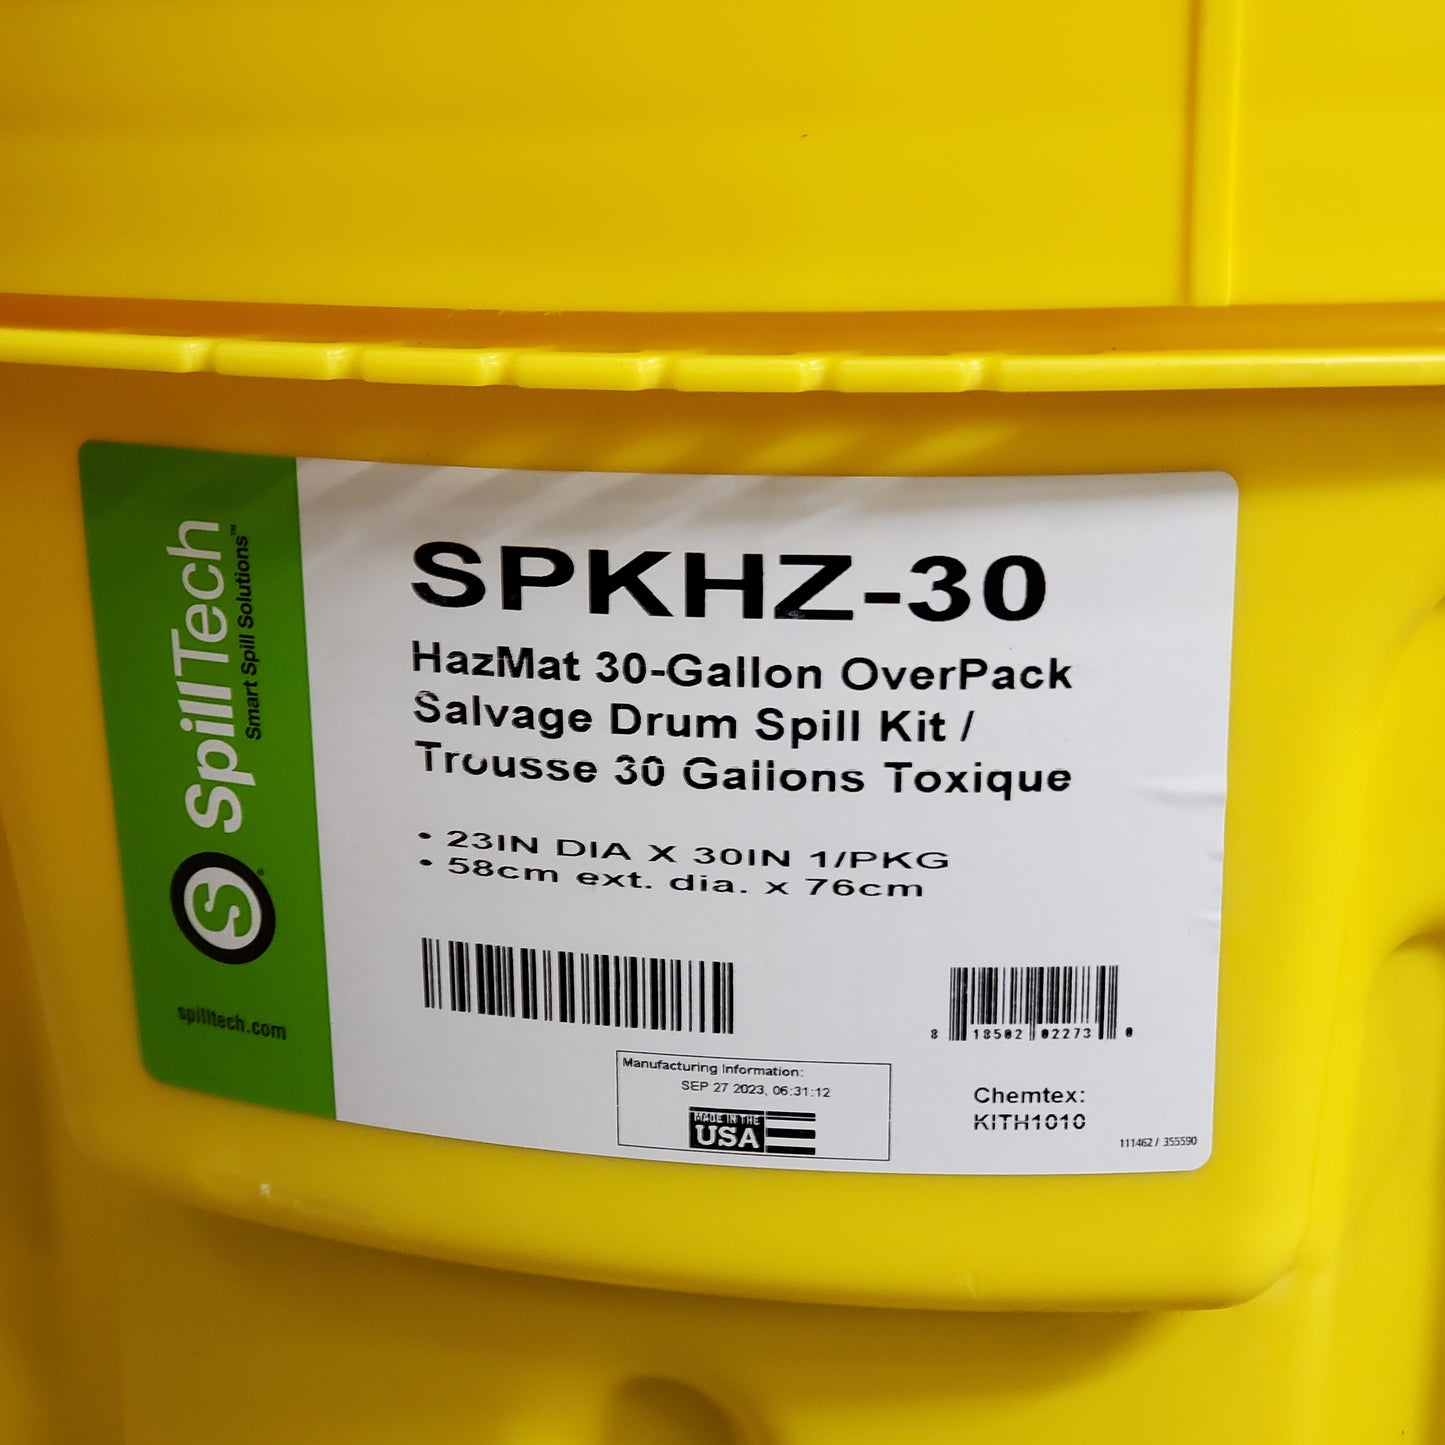 SpillTech
Smart Spill Solutions™
S®
spilltech.com
SPKHZ-30
HazMat 30-Gallon OverPack
Salvage Drum Spill Kit /
Trousse 30 Gallons Toxique
• 23IN DIA X 30IN 1/PKG
• 58cm ext. dia. x 76cm
8 18502 02273 0
Manufacturing Information:
SEP 27 2023, 06:31:12
MADE IN THE
USA
Chemtex:
KITH1010
111462 / 355590